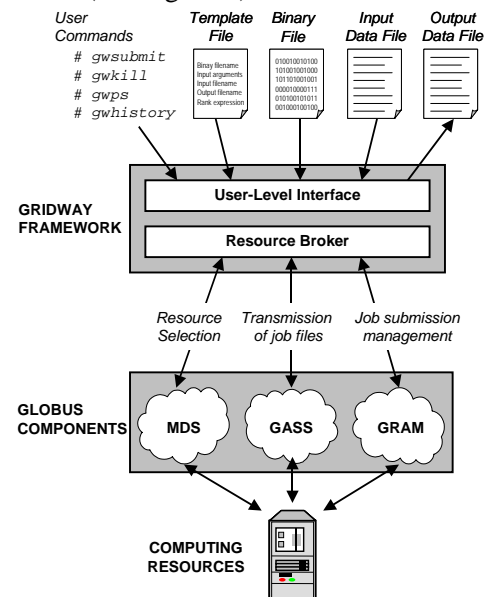 User Commands
# gwsubmit
# gwkill
# gwps
# gwhistory
Template File
Binay filename
Input arguments
Input filename
Output filename
Rank expression
Binary File
010010010100
101001001000
101101001001
000010000111
010100101011
001000100100
Input Data File
Output Data File
GRIDWAY FRAMEWORK
User-Level Interface
Resource Broker
Resource Selection
Transmission of job files
Job submission management
GLOBUS COMPONENTS
MDS
GASS
GRAM
COMPUTING RESOURCES